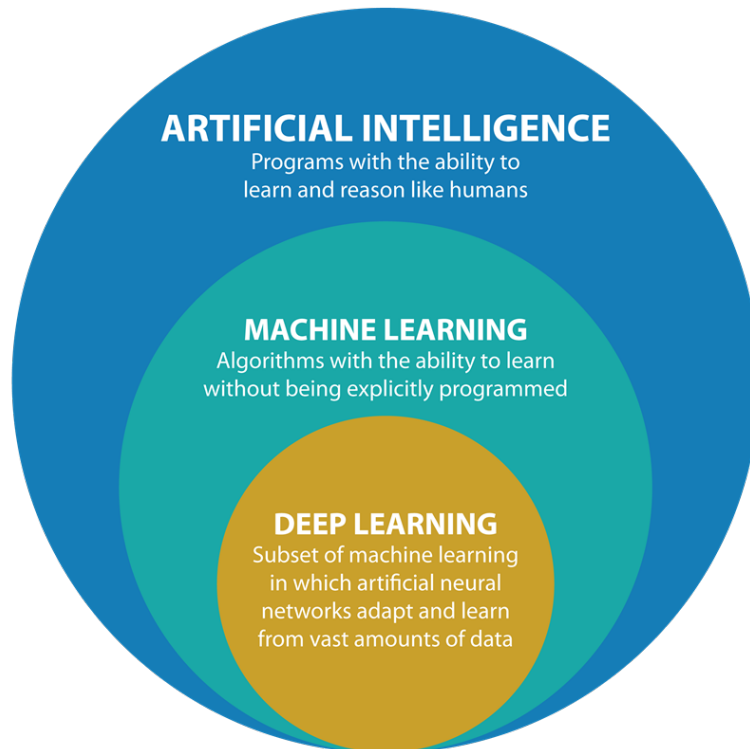 ARTIFICIAL INTELLIGENCE
Programs with the ability to
learn and reason like humans
MACHINE LEARNING
Algorithms with the ability to learn
without being explicitly programmed
DEEP LEARNING
Subset of machine learning
in which artificial neural
networks adapt and learn
from vast amounts of data